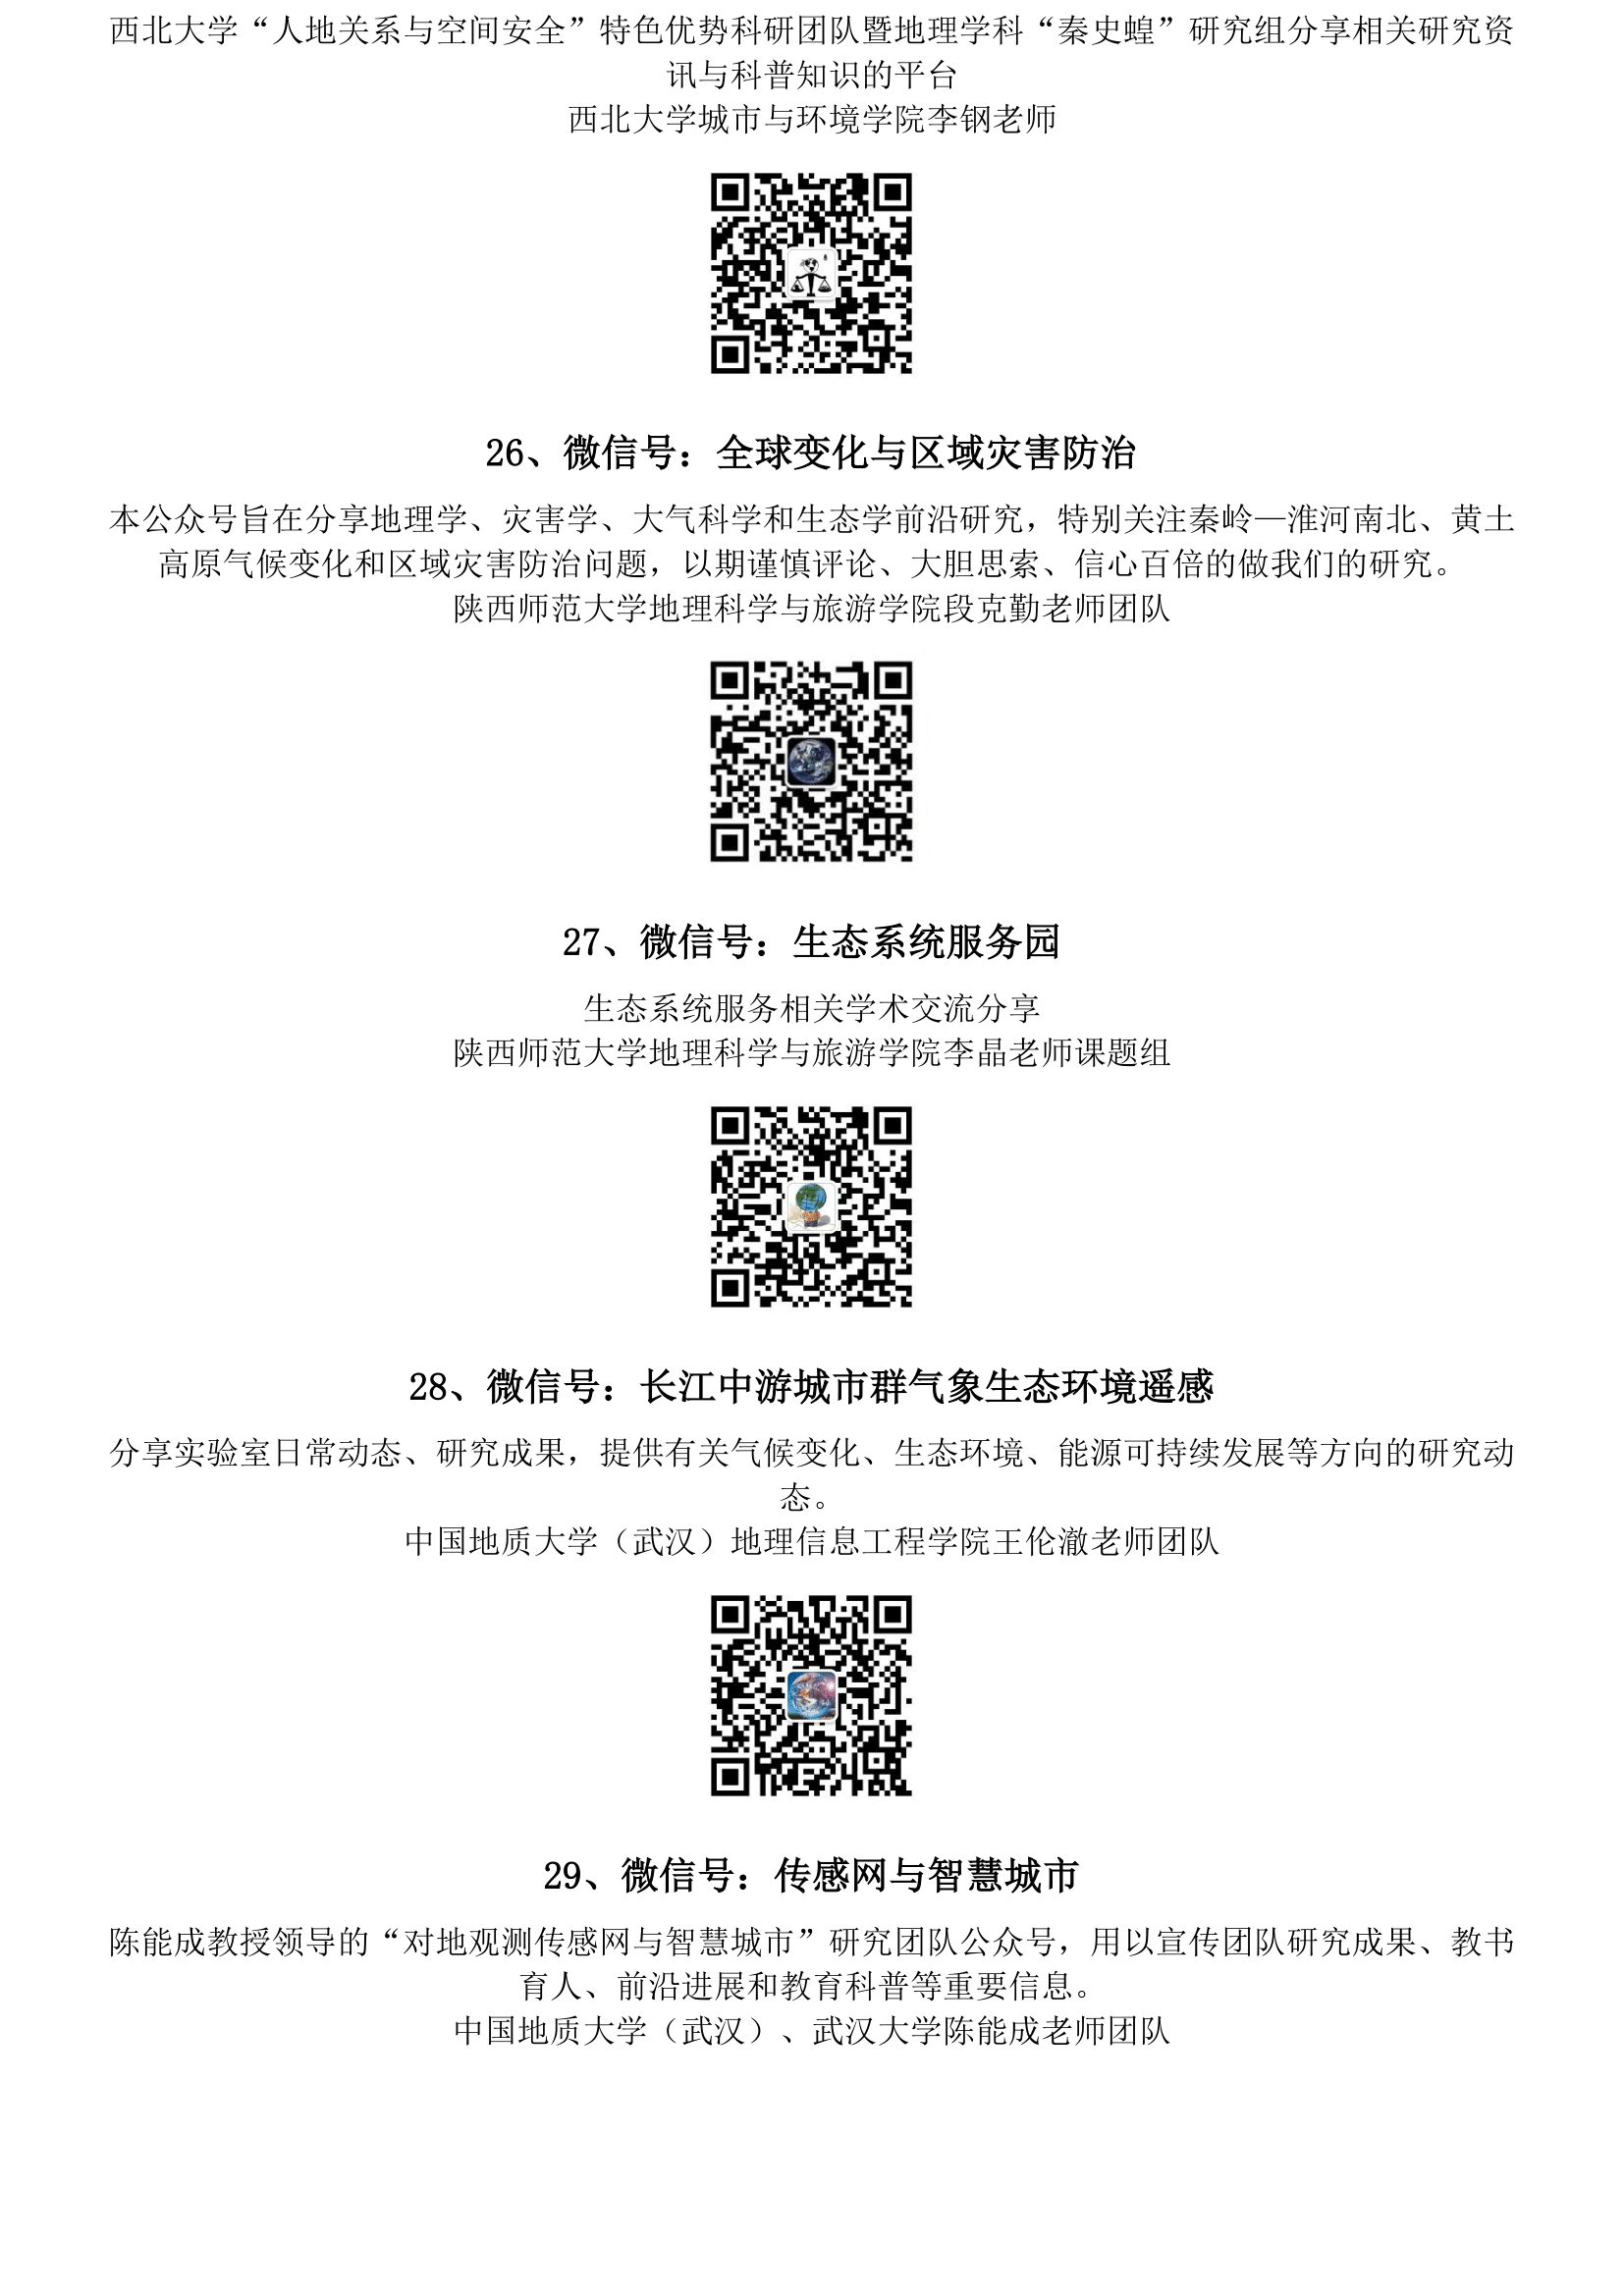 西北大学“人地关系与空间安全”特色优势科研团队暨地理学科“秦史蝗”研究组分享相关研究资
讯与科普知识的平台
西北大学城市与环境学院李钢老师
26、微信号：全球变化与区域灾害防治
本公众号旨在分享地理学、灾害学、大气科学和生态学前沿研究，特别关注秦岭—淮河南北、黄土
高原气候变化和区域灾害防治问题，以期谨慎评论、大胆思索、信心百倍的做我们的研究。
陕西师范大学地理科学与旅游学院段克勤老师团队
27、微信号：生态系统服务园
生态系统服务相关学术交流分享
陕西师范大学地理科学与旅游学院李晶老师课题组
28、微信号：长江中游城市群气象生态环境遥感
分享实验室日常动态、研究成果，提供有关气候变化、生态环境、能源可持续发展等方向的研究动
态。
中国地质大学（武汉）地理信息工程学院王伦澈老师团队
29、微信号：传感网与智慧城市
陈能成教授领导的“对地观测传感网与智慧城市”研究团队公众号，用以宣传团队研究成果、教书
育人、前沿进展和教育科普等重要信息。
中国地质大学（武汉）、武汉大学陈能成老师团队